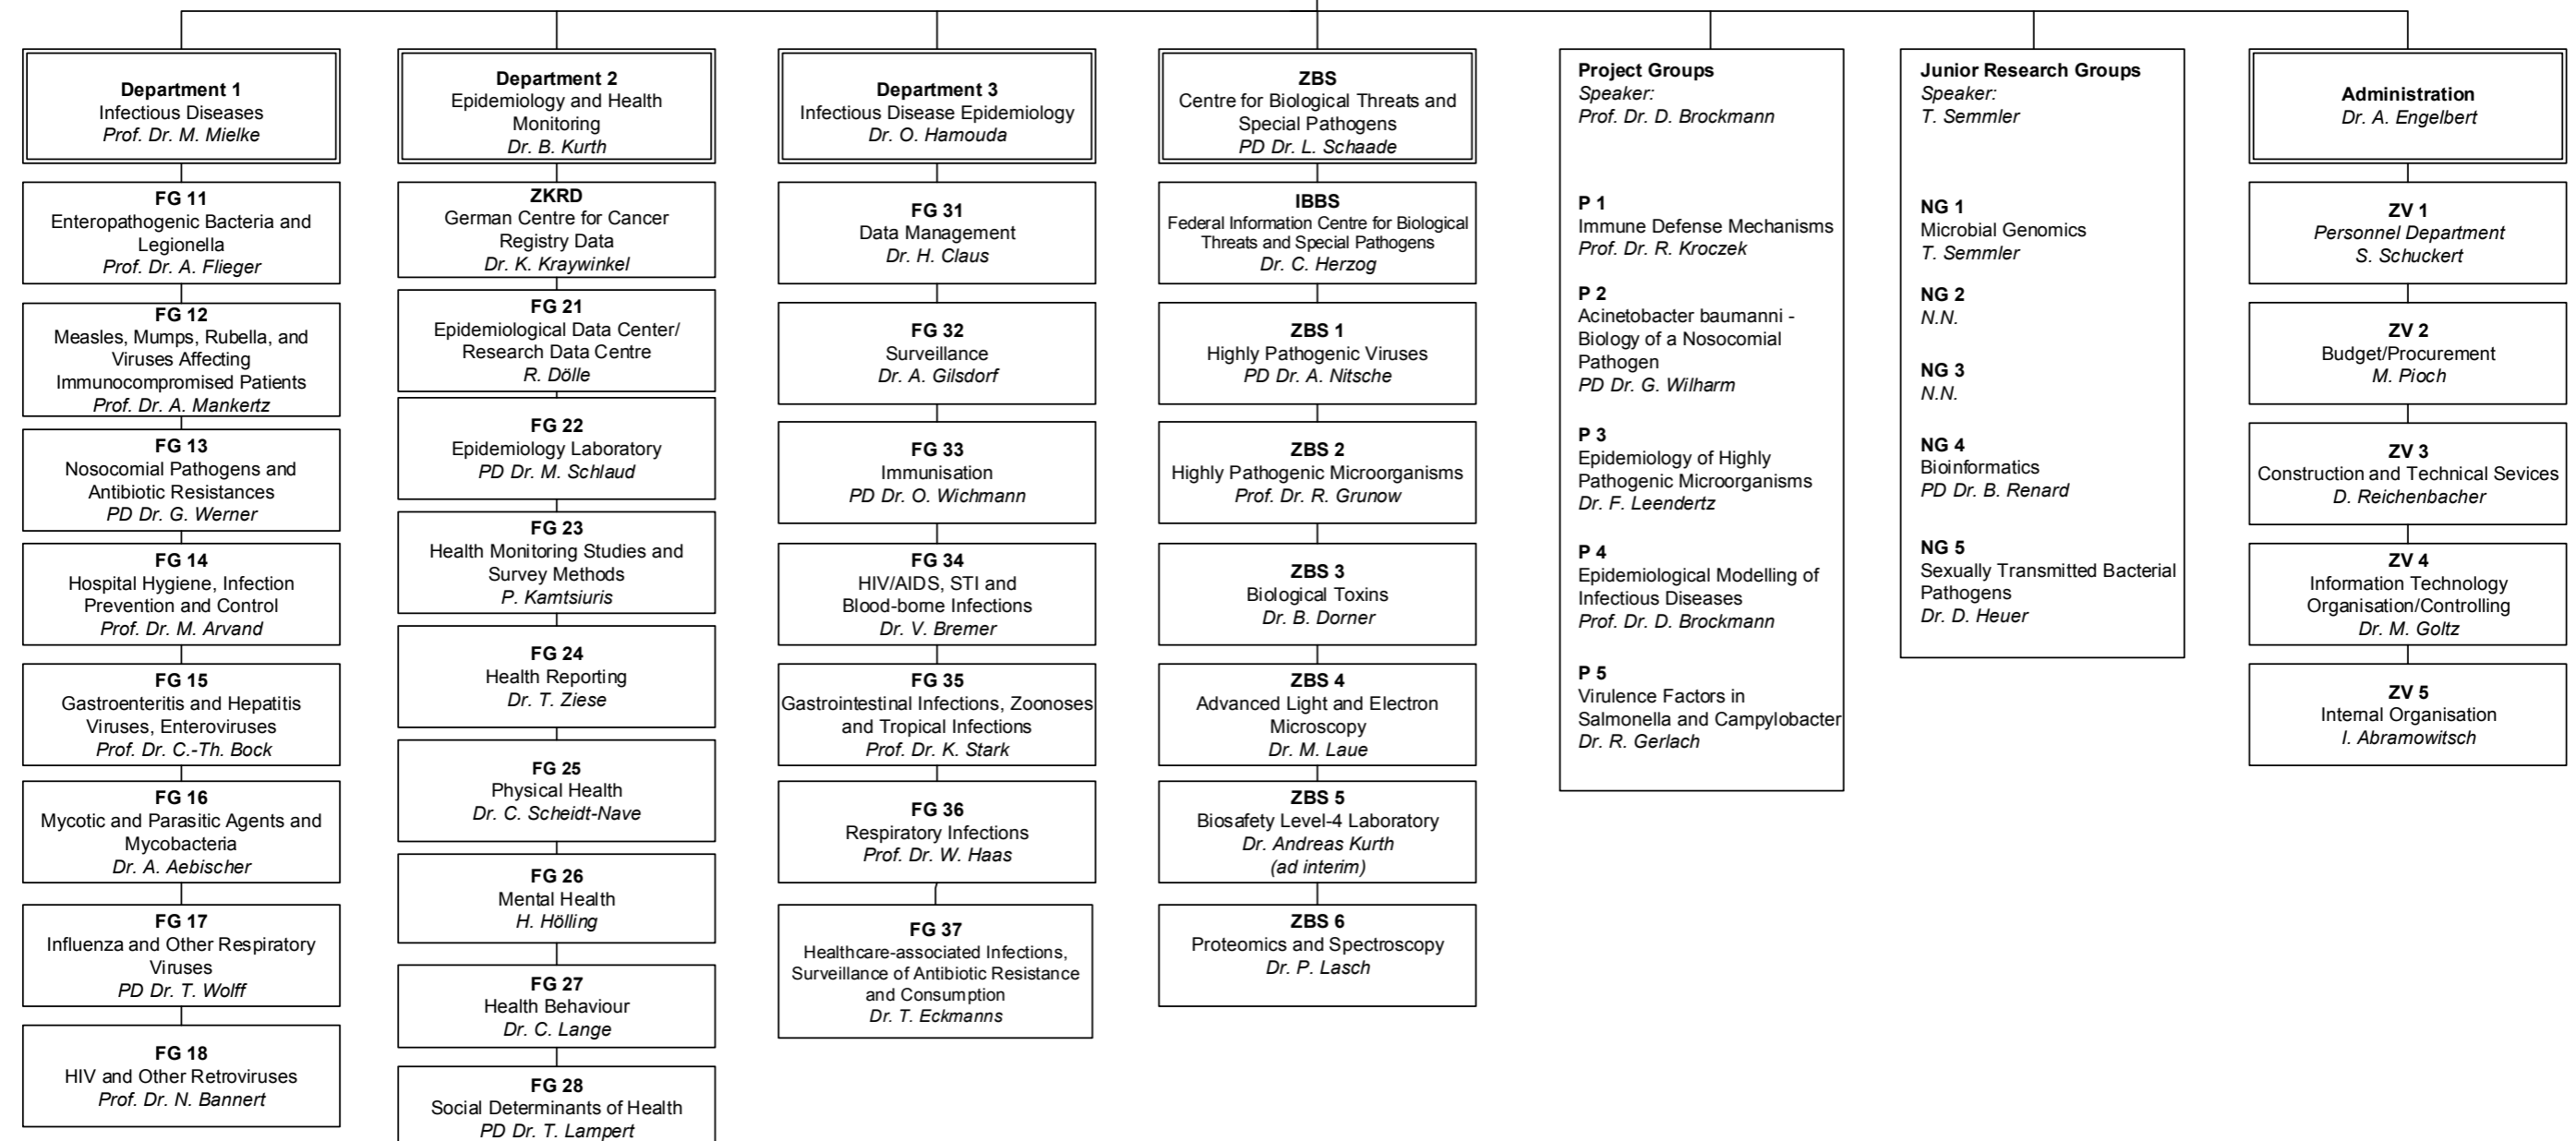 Department 1
Infectious Diseases
Prof. Dr. M. Mielke
FG 11
Enteropathogenic Bacteria and
Legionella
Prof. Dr. A. Flieger
FG 12
Measles, Mumps, Rubella, and
Viruses Affecting
Immunocompromised Patients
Prof. Dr. A. Mankertz
FG 13
Nosocomial Pathogens and
Antibiotic Resistances
PD Dr. G. Werner
FG 14
Hospital Hygiene, Infection
Prevention and Control
Prof. Dr. M. Arvand
FG 15
Gastroenteritis and Hepatitis
Viruses, Enteroviruses
Prof. Dr. C.-Th. Bock
FG 16
Mycotic and Parasitic Agents and
Mycobacteria
Dr. A. Aebischer
FG 17
Influenza and Other Respiratory
Viruses
PD Dr. T. Wolff
FG 18
HIV and Other Retroviruses
Prof. Dr. N. Bannert
Department 2
Epidemiology and Health
Monitoring
Dr. B. Kurth
ZKRD
German Centre for Cancer
Registry Data
Dr. K. Kraywinkel
FG 21
Epidemiological Data Center/
Research Data Centre
R. Dölle
FG 22
Epidemiology Laboratory
PD Dr. M. Schlaud
FG 23
Health Monitoring Studies and
Survey Methods
P. Kamtsiuris
FG 24
Health Reporting
Dr. T. Ziese
FG 25
Physical Health
Dr. C. Scheidt-Nave
FG 26
Mental Health
H. Hölling
FG 27
Health Behaviour
Dr. C. Lange
FG 28
Social Determinants of Health
PD Dr. T. Lampert
Department 3
Infectious Disease Epidemiology
Dr. O. Hamouda
FG 31
Data Management
Dr. H. Claus
FG 32
Surveillance
Dr. A. Gilsdorf
FG 33
Immunisation
PD Dr. O. Wichmann
FG 34
HIV/AIDS, STI and
Blood-borne Infections
Dr. V. Bremer
FG 35
Gastrointestinal Infections, Zoonoses
and Tropical Infections
Prof. Dr. K. Stark
FG 36
Respiratory Infections
Prof. Dr. W. Haas
FG 37
Healthcare-associated Infections,
Surveillance of Antibiotic Resistance
and Consumption
Dr. T. Eckmanns
ZBS
Centre for Biological Threats and
Special Pathogens
PD Dr. L. Schaade
IBBS
Federal Information Centre for Biological
Threats and Special Pathogens
Dr. C. Herzog
ZBS 1
Highly Pathogenic Viruses
PD Dr. A. Nitsche
ZBS 2
Highly Pathogenic Microorganisms
Prof. Dr. R. Grunow
ZBS 3
Biological Toxins
Dr. B. Dorner
ZBS 4
Advanced Light and Electron
Microscopy
Dr. M. Laue
ZBS 5
Biosafety Level-4 Laboratory
Dr. Andreas Kurth
(ad interim)
ZBS 6
Proteomics and Spectroscopy
Dr. P. Lasch
Project Groups
Speaker:
Prof. Dr. D. Brockmann
P 1
Immune Defense Mechanisms
Prof. Dr. R. Kroczek
P 2
Acinetobacter baumanni -
Biology of a Nosocomial
Pathogen
PD Dr. G. Wilharm
P 3
Epidemiology of Highly
Pathogenic Microorganisms
Dr. F. Leendertz
P 4
Epidemiological Modelling of
Infectious Diseases
Prof. Dr. D. Brockmann
P 5
Virulence Factors in
Salmonella and Campylobacter
Dr. R. Gerlach
Junior Research Groups
Speaker:
T. Semmler
NG 1
Microbial Genomics
T. Semmler
NG 2
N.N.
NG 3
N.N.
NG 4
Bioinformatics
PD Dr. B. Renard
NG 5
Sexually Transmitted Bacterial
Pathogens
Dr. D. Heuer
Administration
Dr. A. Engelbert
ZV 1
Personnel Department
S. Schuckert
ZV 2
Budget/Procurement
M. Pioch
ZV 3
Construction and Technical Sevices
D. Reichenbacher
ZV 4
Information Technology
Organisation/Controlling
Dr. M. Goltz
ZV 5
Internal Organisation
I. Abramowitsch